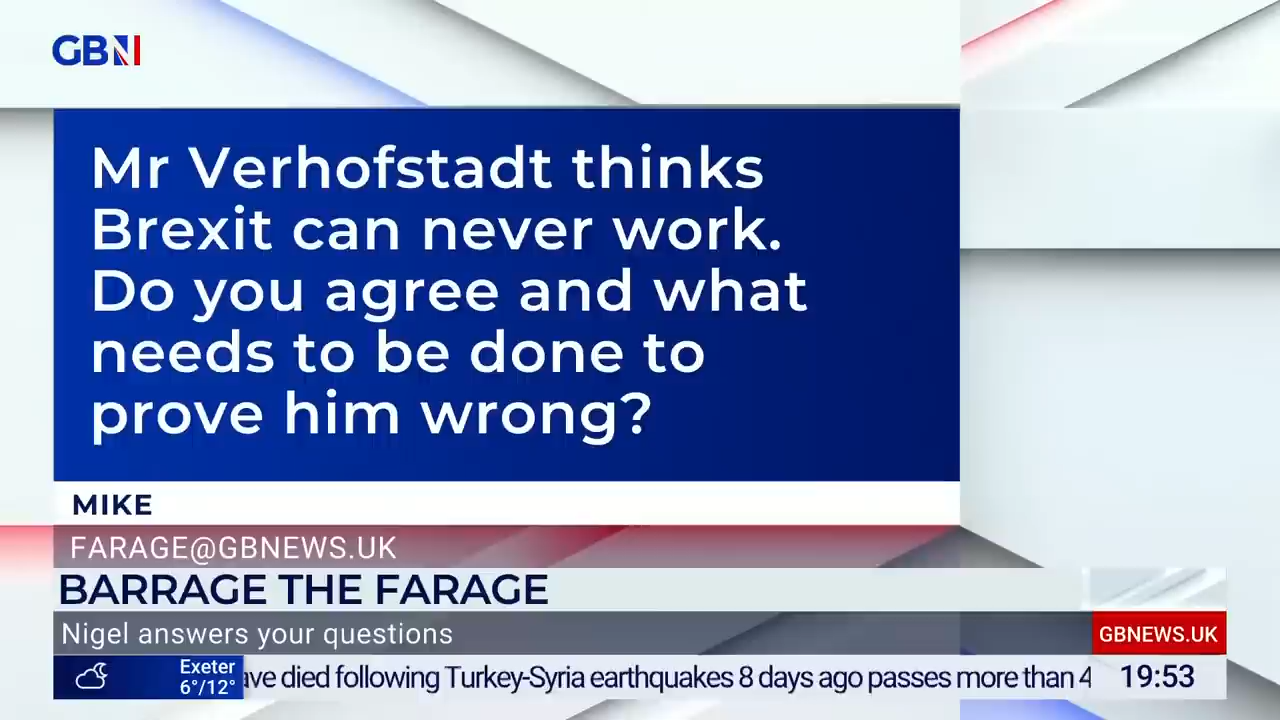 GBN
Mr Verhofstadt thinks
Brexit can never work.
Do you agree and what
needs to be done to
prove him wrong?
MIKE
FARAGE@GBNEWS.UK
BARRAGE THE FARAGE
Nigel answers your questions
GBNEWS.UK
Exeter
6°/12°
ave died following Turkey-Syria earthquakes 8 days ago passes more than 4
19:53